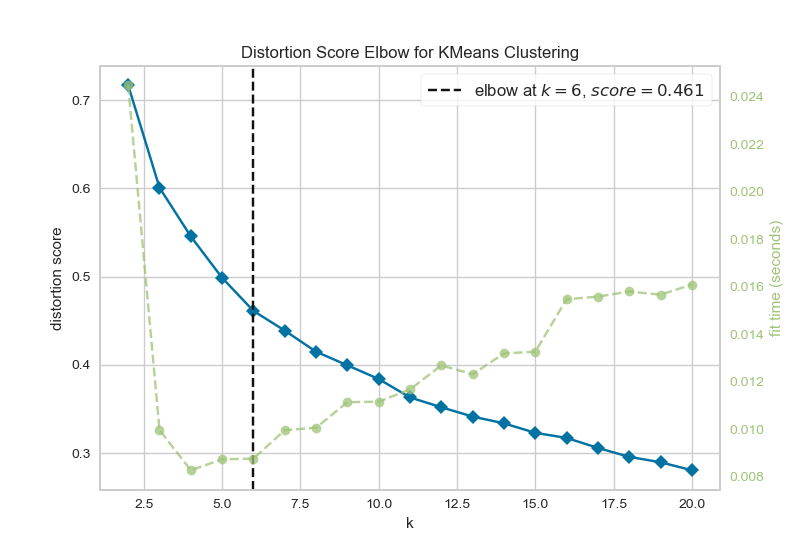 Distortion Score Elbow for KMeans Clustering
elbow at k = 6, score = 0.461
distortion score
0.7
0.6
0.5
0.4
0.3
0.024
0.022
0.020
0.018
0.016
0.014
0.012
0.010
0.008
fit time (seconds)
2.5 5.0 7.5 10.0 12.5 15.0 17.5 20.0
k